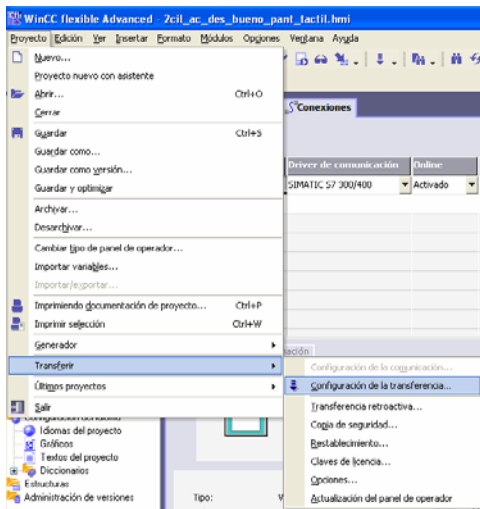 WinCC flexible Advanced - 2cil_ac_des_bueno_pant_tactil.hmi
Proyecto Edición Ver Insertar Formato Módulos Opciones Ventana Ayuda
Nuevo...
Proyecto nuevo con asistente
Abrir... Ctrl+O
Cerrar
Conexiones
Guardar Ctrl+S
Guardar como...
Guardar como versión...
Guardar y optimizar
Driver de comunicación Online
SIMATIC S7 300/400 Activado
Archivar...
Desarchivar...
Cambiar tipo de panel de operador...
Importar variables...
Importar/exportar...
Imprimiendo documentación de proyecto... Ctrl+P
Imprimir selección Ctrl+W
Generador
Transferir
Últimos proyectos
Salir
Configuración de la comunicación...
Configuración de la transferencia...
Transferencia retroactiva...
Copia de seguridad...
Restablecimiento...
Claves de licencia...
Opciones...
Actualización del panel de operador
Idiomas del proyecto
Gráficos
Textos del proyecto
Diccionarios
Estructuras
Administración de versiones
Tipo: